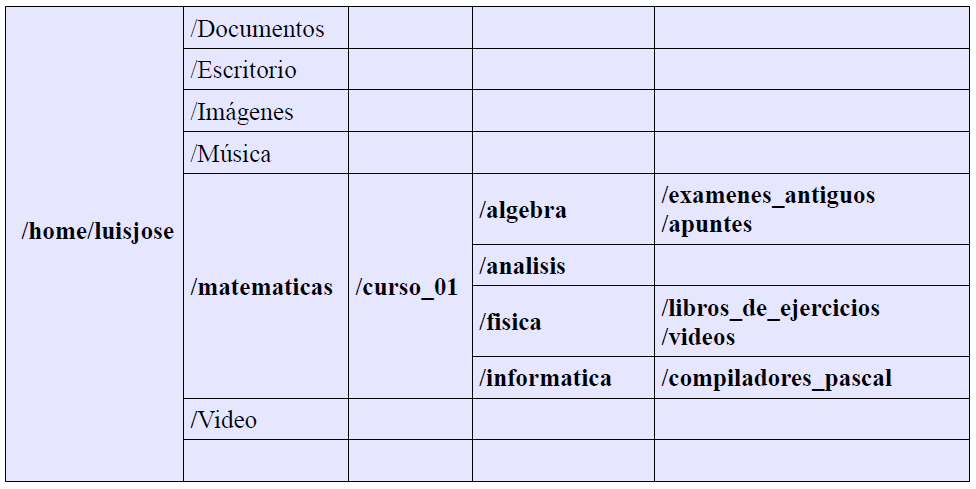 /Documentos
/Escritorio
/Imágenes
/Música
/home/luisjose
/matematicas
/curso_01
/algebra
/examenes_antiguos
/apuntes
/analisis
/fisica
/libros_de_ejercicios
/videos
/informatica
/compiladores_pascal
/Video